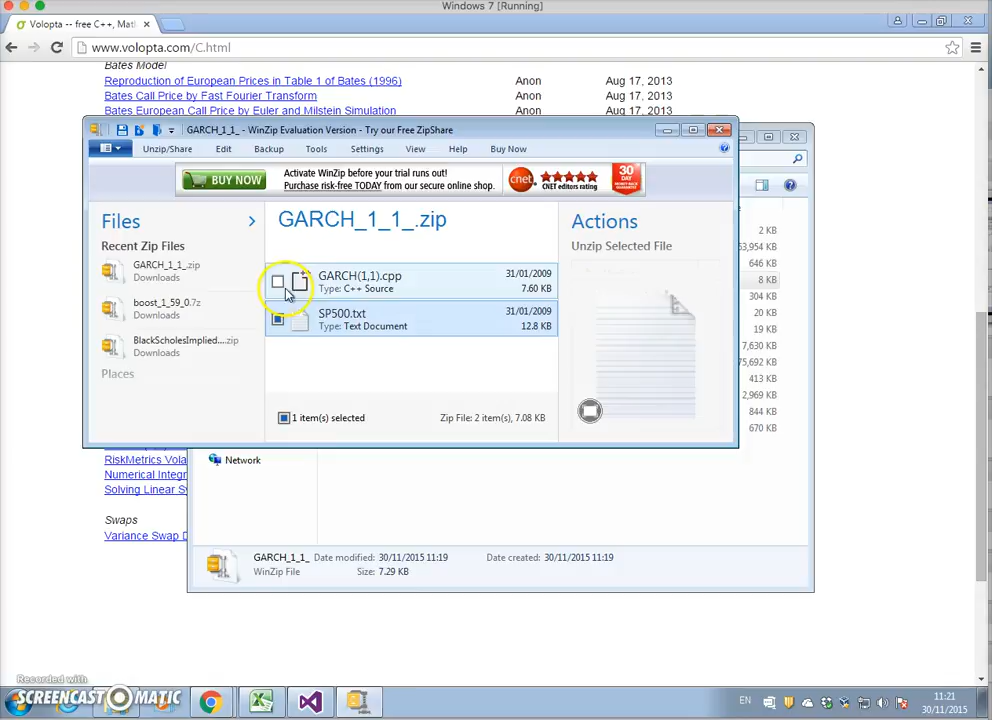 Windows 7 [Running]
Volopta -- free C++, Mat
www.volopta.com/C.html
Bates Model
Reproduction of European Prices in Table 1 of Bates (1996) Anon Aug 17, 2013
Bates Call Price by Fast Fourier Transform Anon Aug 17, 2013
Bates European Call Price by Euler and Milstein Simulation Anon Aug 17, 2013
GARCH_1_1_ - WinZip Evaluation Version - Try our Free ZipShare
Unzip/Share Edit Backup Tools Settings View Help Buy Now
BUY NOW
Activate WinZip before your trial runs out!
Purchase risk-free TODAY from our secure online shop.
cnet
CNET editors rating
30
DAY
Files
GARCH_1_1_.zip
Actions
Recent Zip Files
Unzip Selected File
GARCH_1_1_.zip
Downloads
boost_1_59_0.7z
Downloads
BlackScholesImplied....zip
Downloads
Places
GARCH(1,1).cpp 31/01/2009
Type: C++ Source 7.60 KB
SP500.txt 31/01/2009
Type: Text Document 12.8 KB
1 item(s) selected
Zip File: 2 item(s), 7.08 KB
2 KB
53,954 KB
646 KB
8 KB
304 KB
20 KB
19 KB
7,630 KB
15,692 KB
413 KB
2,969 KB
844 KB
670 KB
RiskMetrics Vola
Numerical Integr
Solving Linear Sy
Swaps
Variance Swap D
Network
GARCH_1_1_ Date modified: 30/11/2015 11:19 Date created: 30/11/2015 11:19
WinZip File Size: 7.29 KB
Recorded with
SCREENCAST MATIC
EN
11:21
30/11/2015